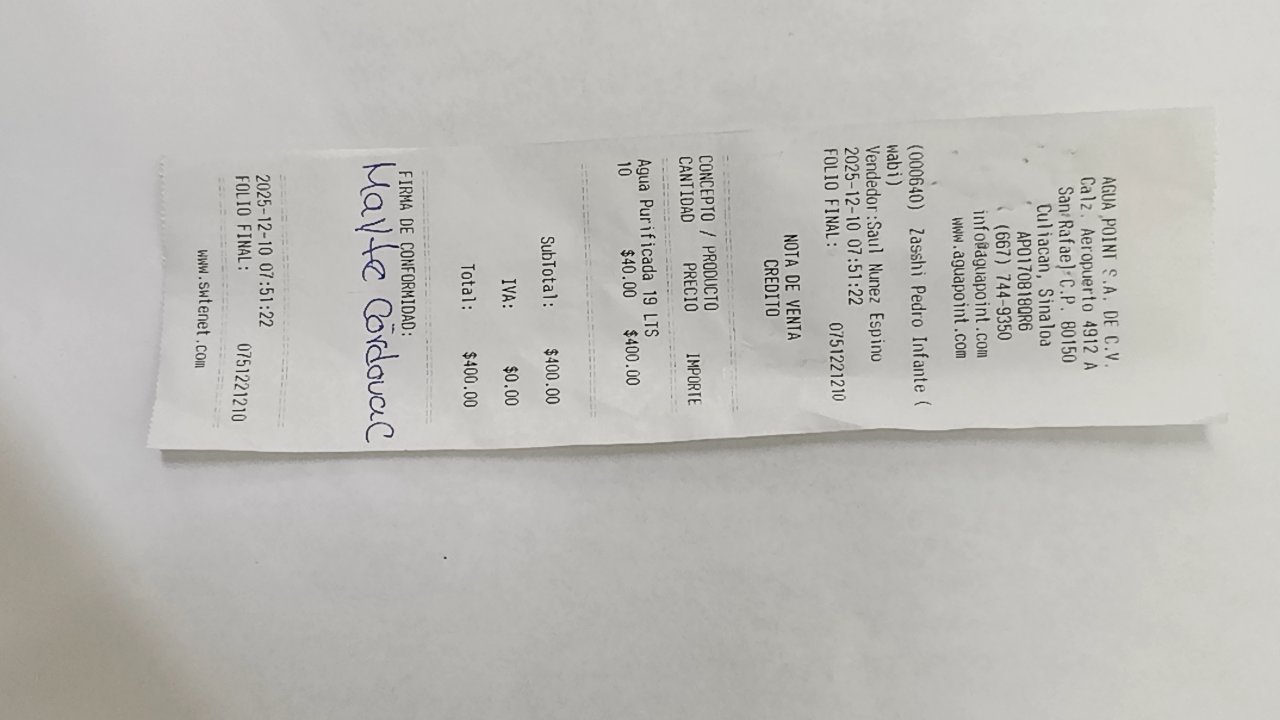 AGUA POINT S.A. DE C.V.
Calz. Aeropuerto 4912 A
San Rafael C.P. 80150
Culiacan, Sinaloa
APO170818QR6
(667) 744-9350
info@aguapoint.com
www.aguapoint.com
(000640) Zasshi Pedro Infante (
wabi)
Vendedor:Saul Nunez Espino
2025-12-10 07:51:22
FOLIO FINAL: 0751221210
NOTA DE VENTA
CREDITO
CONCEPTO / PRODUCTO
CANTIDAD PRECIO IMPORTE
Agua Purificada 19 LTS
10 $40.00 $400.00
SubTotal: $400.00
IVA: $0.00
Total: $400.00
FIRMA DE CONFORMIDAD:
Mayte Córdova C
2025-12-10 07:51:22
FOLIO FINAL: 0751221210
www.swtenet.com